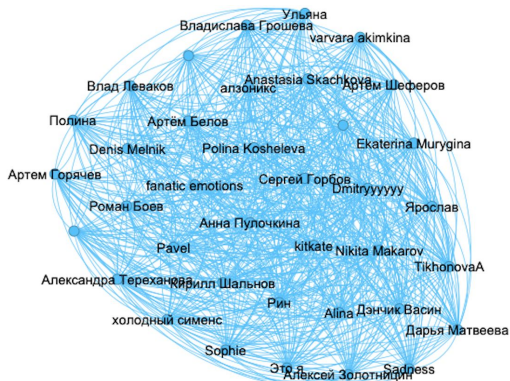 Ульяна
Владислава Грошева
varvara akimkina
Anastasia Skachkova
Артём Шеферов
Влад Леваков
алзоникс
Полина
Артём Белов
Ekaterina Murygina
Denis Melnik
Polina Kosheleva
Артем Горячев
fanatic emotions
Сергей Горбов
Dmitryyyyyy
Роман Боев
Ярослав
Анна Пулочкина
Pavel
kitkate
Nikita Makarov
TikhonovaA
Александра Тереханова
Кирилл Шальнов
Рин
Alina
Дэнчик Васин
холодный сименс
Дарья Матвеева
Sophie
Это я
Алексей Золотницин
Sadness